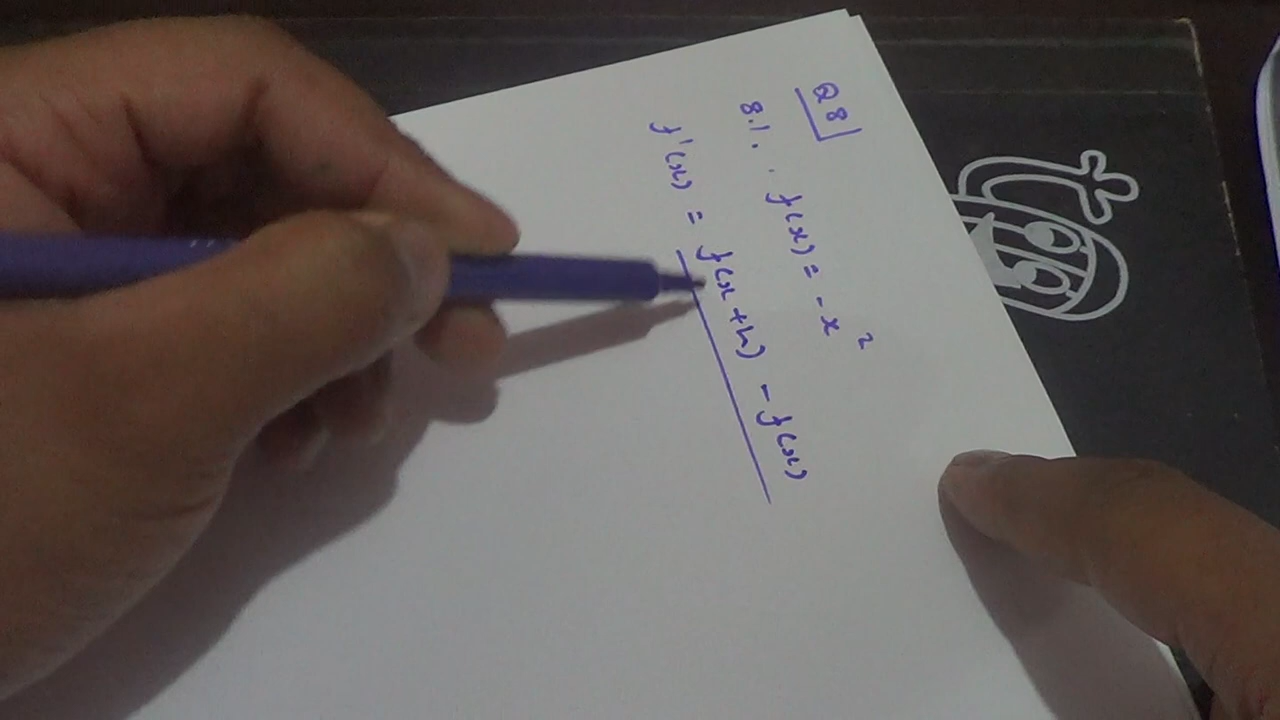 Q8
8.1. f(x) = -x²
f'(x) = f(x+h) - f(x)